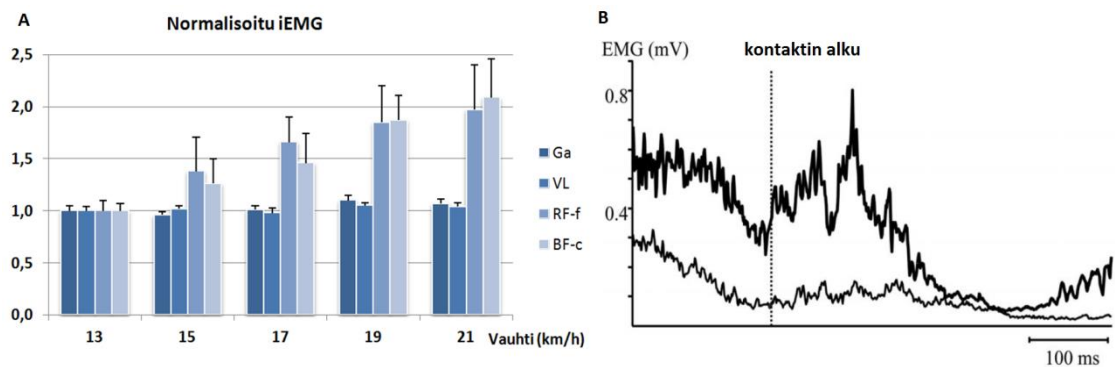 A
Normalisoitu iEMG
2,5
2,0
1,5
1,0
0,5
0,0
13 15 17 19 21 Vauhti (km/h)
Ga
VL
RF-f
BF-c
B
EMG (mV)
kontaktin alku
0.8
0.4
100 ms